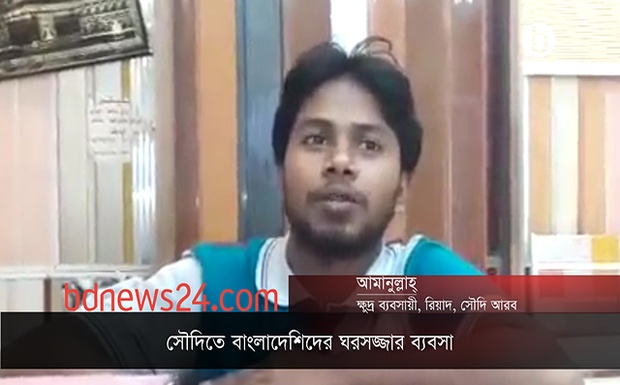 আমানুল্লাহ্
ক্ষুদ্র ব্যবসায়ী, রিয়াদ, সৌদি আরব
bdnews24.com
সৌদিতে বাংলাদেশিদের ঘরসজ্জার ব্যবসা